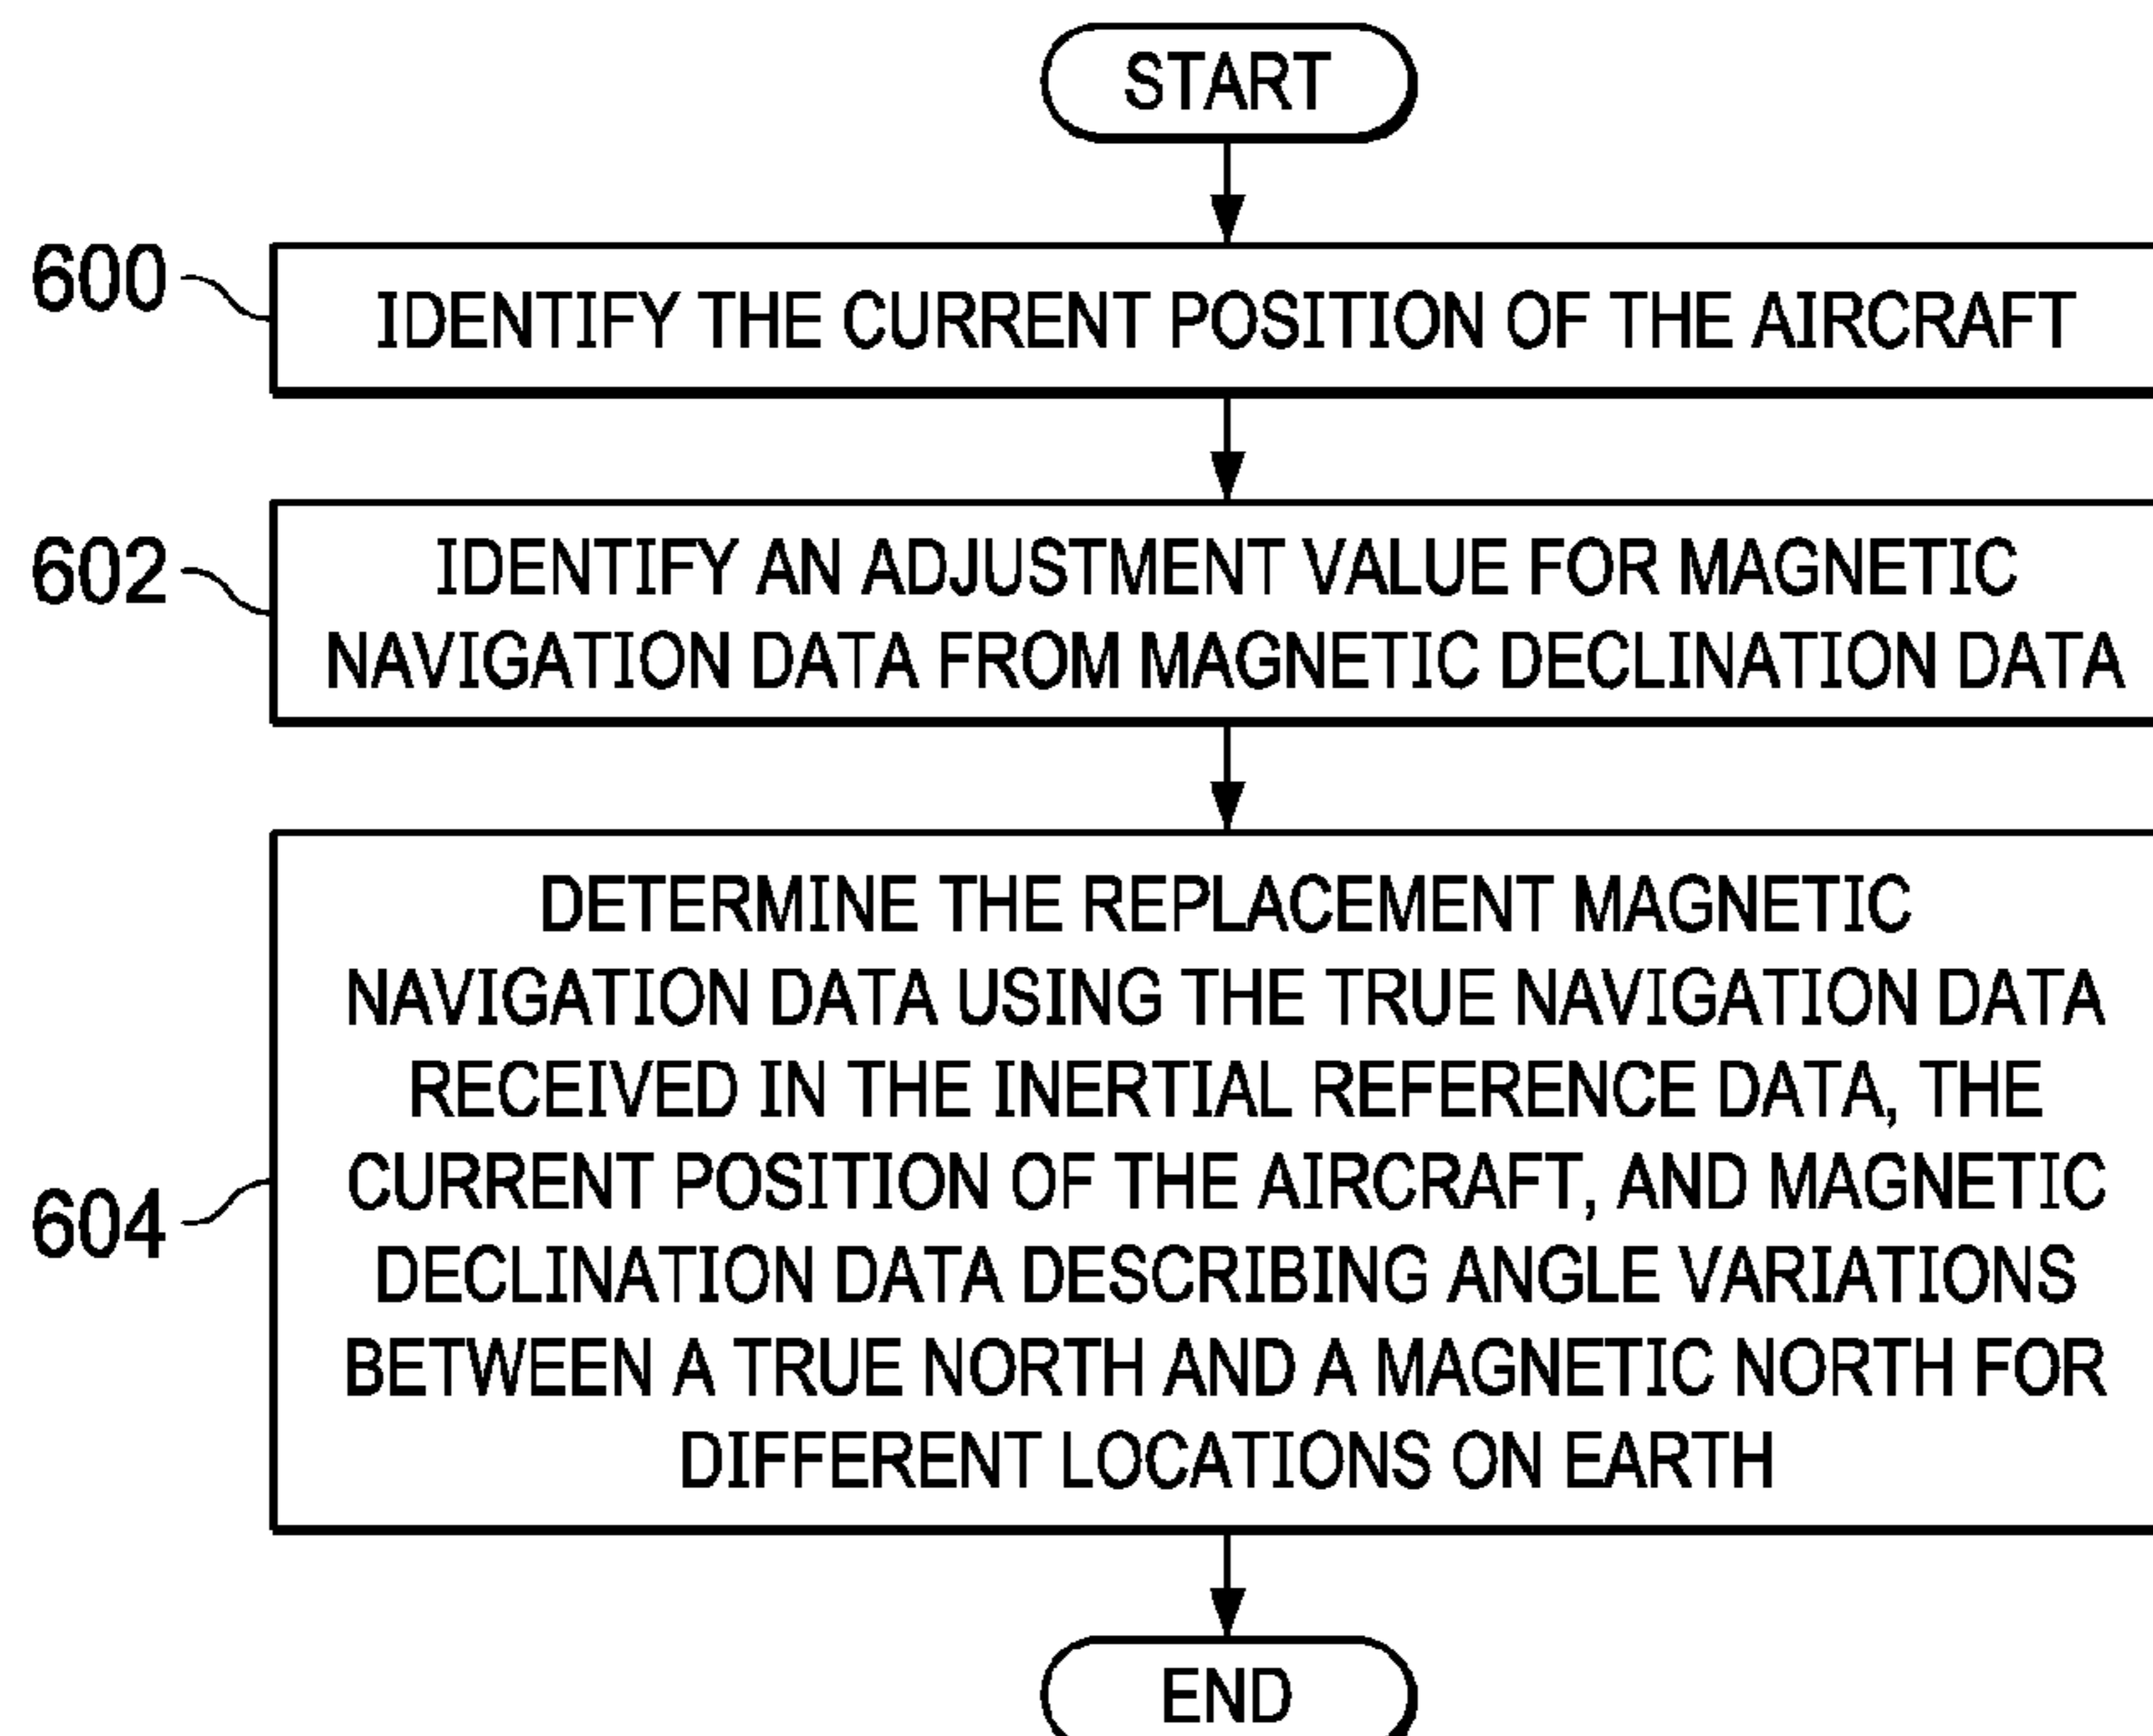 START
600
IDENTIFY THE CURRENT POSITION OF THE AIRCRAFT
602
IDENTIFY AN ADJUSTMENT VALUE FOR MAGNETIC
NAVIGATION DATA FROM MAGNETIC DECLINATION DATA
604
DETERMINE THE REPLACEMENT MAGNETIC
NAVIGATION DATA USING THE TRUE NAVIGATION DATA
RECEIVED IN THE INERTIAL REFERENCE DATA, THE
CURRENT POSITION OF THE AIRCRAFT, AND MAGNETIC
DECLINATION DATA DESCRIBING ANGLE VARIATIONS
BETWEEN A TRUE NORTH AND A MAGNETIC NORTH FOR
DIFFERENT LOCATIONS ON EARTH
END